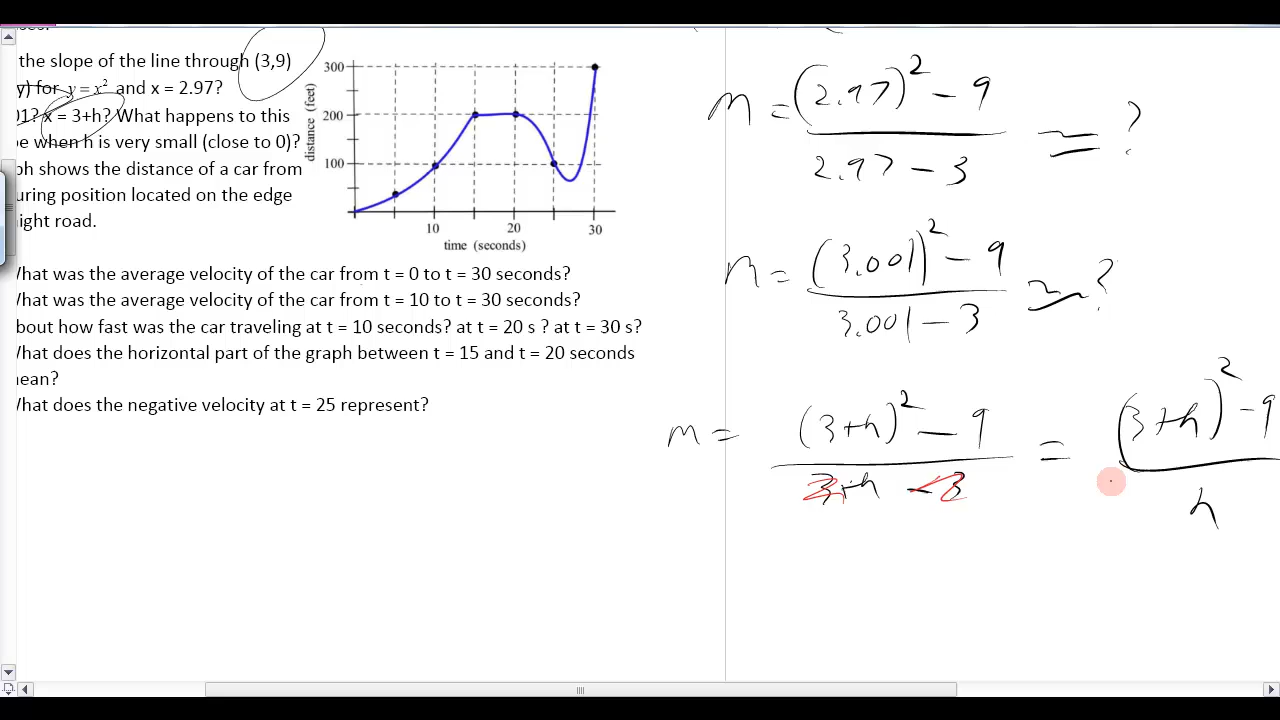 the slope of the line through (3,9)
y) for y = x² and x = 2.97?
01? x = 3+h? What happens to this
e when h is very small (close to 0)?
ph shows the distance of a car from
uring position located on the edge
ight road.
distance (feet)
300
200
100
10
20
30
time (seconds)
What was the average velocity of the car from t = 0 to t = 30 seconds?
What was the average velocity of the car from t = 10 to t = 30 seconds?
bout how fast was the car traveling at t = 10 seconds? at t = 20 s ? at t = 30 s?
What does the horizontal part of the graph between t = 15 and t = 20 seconds
mean?
What does the negative velocity at t = 25 represent?
m = (2.97)² - 9
2.97 - 3
≈ ?
m = (3.001)² - 9
3.001 - 3
≈ ?
m = (3+h)² - 9
3+h - 3
= (3+h)² - 9
h